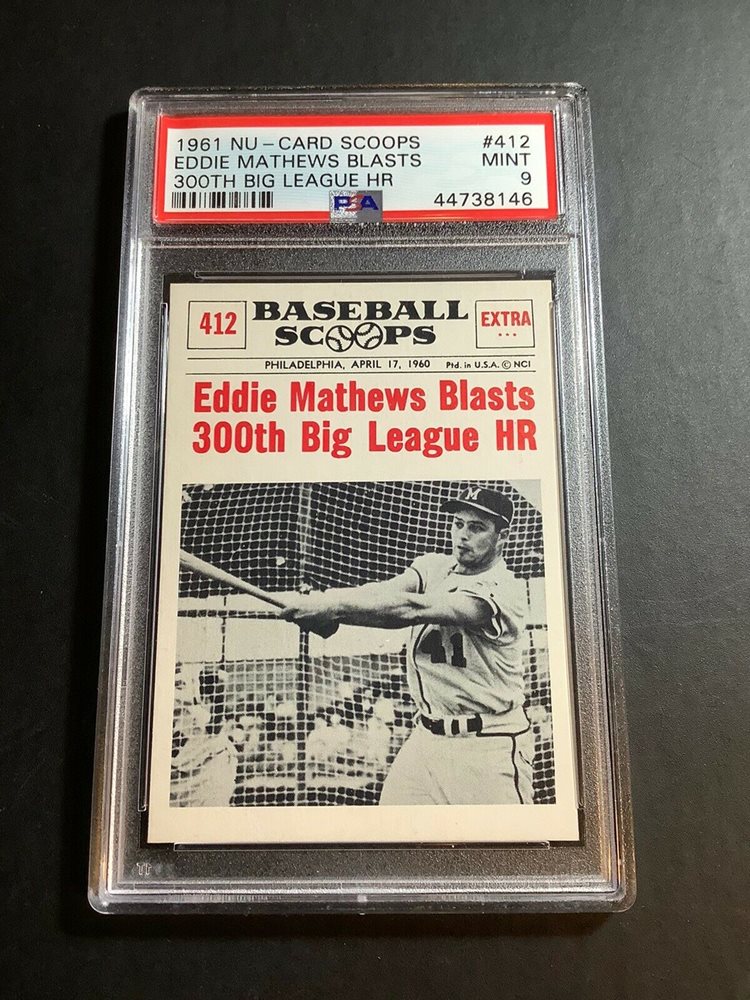 1961 NU-CARD SCOOPS #412
EDDIE MATHEWS BLASTS MINT
300TH BIG LEAGUE HR 9
PSA 44738146
412 BASEBALL EXTRA
SCOOPS ...
PHILADELPHIA, APRIL 17, 1960 Ptd. in U.S.A. © NCI
Eddie Mathews Blasts
300th Big League HR
M
41